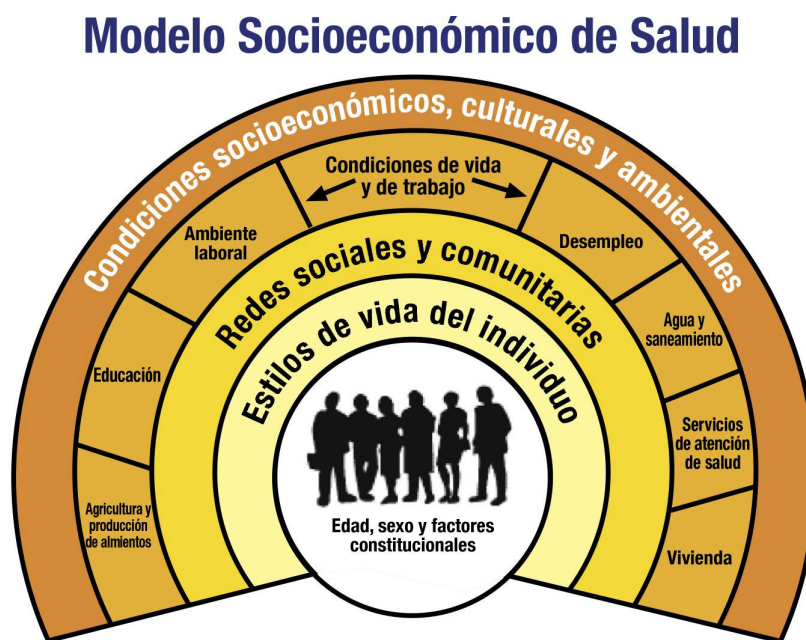 Modelo Socioeconómico de Salud
Condiciones socioeconómicos, culturales y ambientales
Condiciones de vida
y de trabajo
Ambiente
laboral
Desempleo
Redes sociales y comunitarias
Agua y
saneamiento
Estilos de vida del individuo
Educación
Servicios
de atención
de salud
Agricultura y
producción
de almientos
Edad, sexo y factores
constitucionales
Vivienda